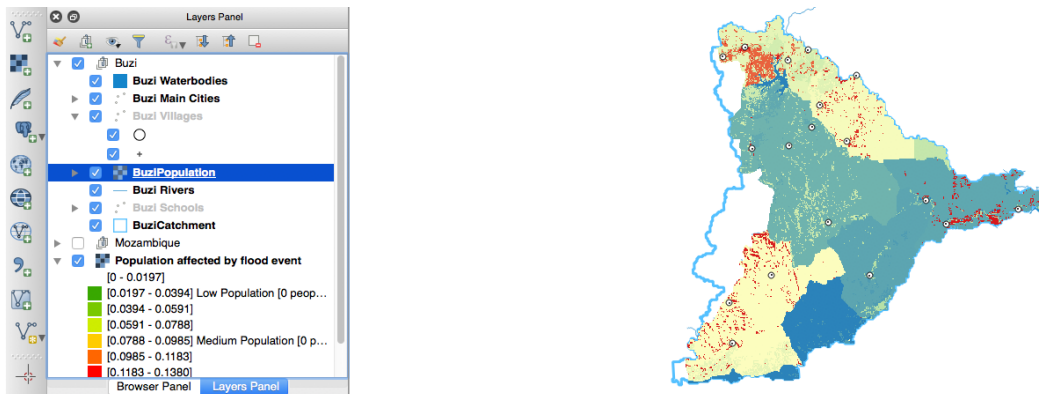 Layers Panel
Buzi
Buzi Waterbodies
Buzi Main Cities
Buzi Villages
BuziPopulation
Buzi Rivers
Buzi Schools
BuziCatchment
Mozambique
Population affected by flood event
[0 - 0.0197]
[0.0197 - 0.0394] Low Population [0 peop…
[0.0394 - 0.0591]
[0.0591 - 0.0788]
[0.0788 - 0.0985] Medium Population [0 p…
[0.0985 - 0.1183]
[0.1183 - 0.1380]
Browser Panel Layers Panel